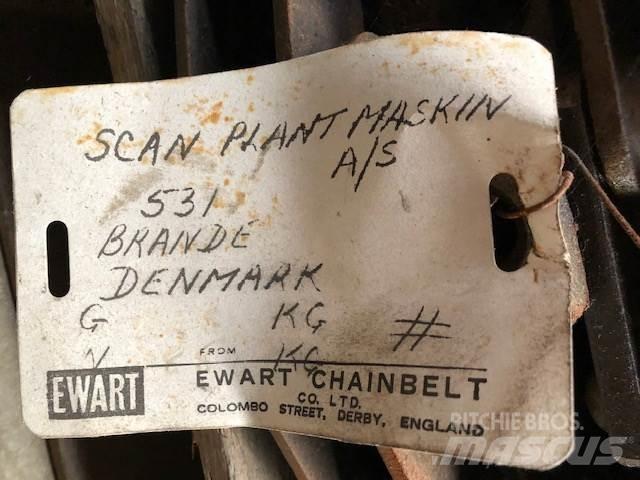 SCAN PLANT MASKIN
A/S
531
BRANDE
DENMARK
G KG #
N KG
FROM
EWART
EWART CHAINBELT
CO. LTD.
COLOMBO STREET, DERBY, ENGLAND
RITCHIE BROS.
mascus